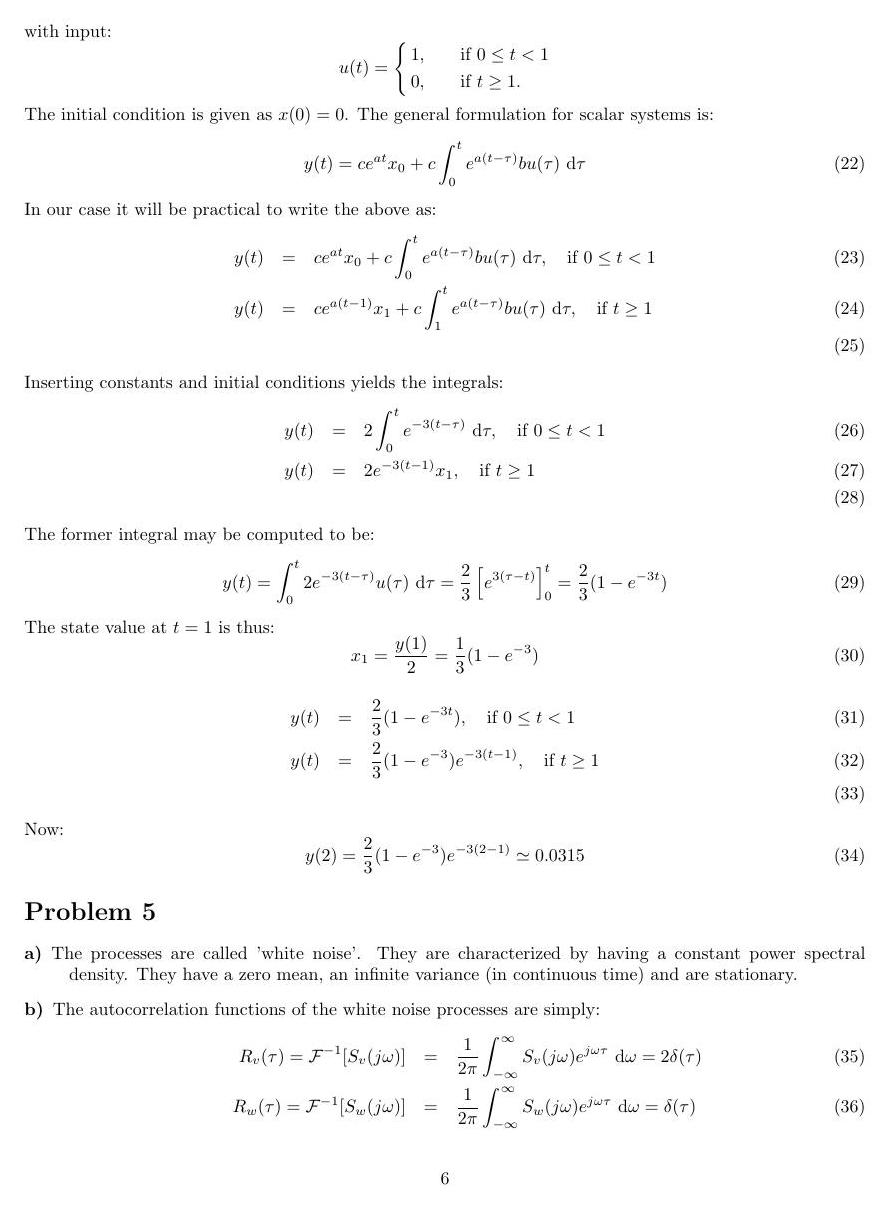 with input:
u(t) = { 1, if 0 ≤ t < 1
0, if t ≥ 1.
The initial condition is given as x(0) = 0. The general formulation for scalar systems is:
y(t) = ce^{at}x_0 + c ∫_0^t e^{a(t−τ)}bu(τ) dτ (22)
In our case it will be practical to write the above as:
y(t) = ce^{at}x_0 + c ∫_0^t e^{a(t−τ)}bu(τ) dτ, if 0 ≤ t < 1 (23)
y(t) = ce^{a(t−1)}x_1 + c ∫_1^t e^{a(t−τ)}bu(τ) dτ, if t ≥ 1 (24)
(25)
Inserting constants and initial conditions yields the integrals:
y(t) = 2 ∫_0^t e^{−3(t−τ)} dτ, if 0 ≤ t < 1 (26)
y(t) = 2e^{−3(t−1)}x_1, if t ≥ 1 (27)
(28)
The former integral may be computed to be:
y(t) = ∫_0^t 2e^{−3(t−τ)}u(τ) dτ = \frac{2}{3} [e^{3(τ−t)}]_0^t = \frac{2}{3}(1 − e^{−3t}) (29)
The state value at t = 1 is thus:
x_1 = \frac{y(1)}{2} = \frac{1}{3}(1 − e^{−3}) (30)
y(t) = \frac{2}{3}(1 − e^{−3t}), if 0 ≤ t < 1 (31)
y(t) = \frac{2}{3}(1 − e^{−3})e^{−3(t−1)}, if t ≥ 1 (32)
(33)
Now:
y(2) = \frac{2}{3}(1 − e^{−3})e^{−3(2−1)} ≃ 0.0315 (34)
Problem 5
a) The processes are called 'white noise'. They are characterized by having a constant power spectral
density. They have a zero mean, an infinite variance (in continuous time) and are stationary.
b) The autocorrelation functions of the white noise processes are simply:
R_v(τ) = F^{−1}[S_v(jω)] = \frac{1}{2π} ∫_{−∞}^{∞} S_v(jω)e^{jωτ} dω = 2δ(τ) (35)
R_w(τ) = F^{−1}[S_w(jω)] = \frac{1}{2π} ∫_{−∞}^{∞} S_w(jω)e^{jωτ} dω = δ(τ) (36)
6